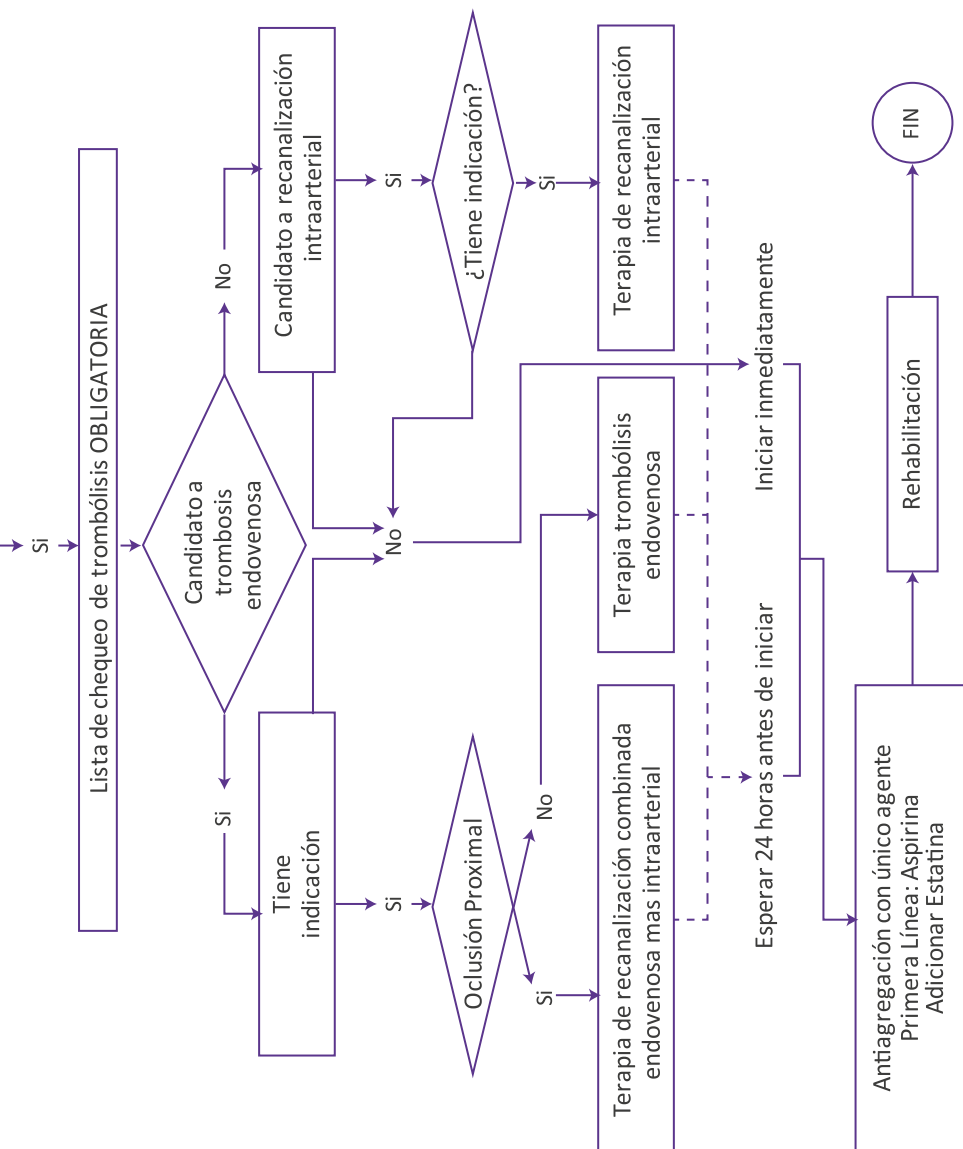 Si
Lista de chequeo de trombólisis OBLIGATORIA
Candidato a
trombosis
endovenosa
Si
No
Tiene
indicación
Candidato a recanalización
intraarterial
Si
No
Si
Oclusión Proximal
¿Tiene indicación?
Si
No
Si
Terapia de recanalización combinada
endovenosa mas intraarterial
Terapia trombólisis
endovenosa
Terapia de recanalización
intraarterial
Esperar 24 horas antes de iniciar
Iniciar inmediatamente
Antiagregación con único agente
Primera Línea: Aspirina
Adicionar Estatina
Rehabilitación
FIN